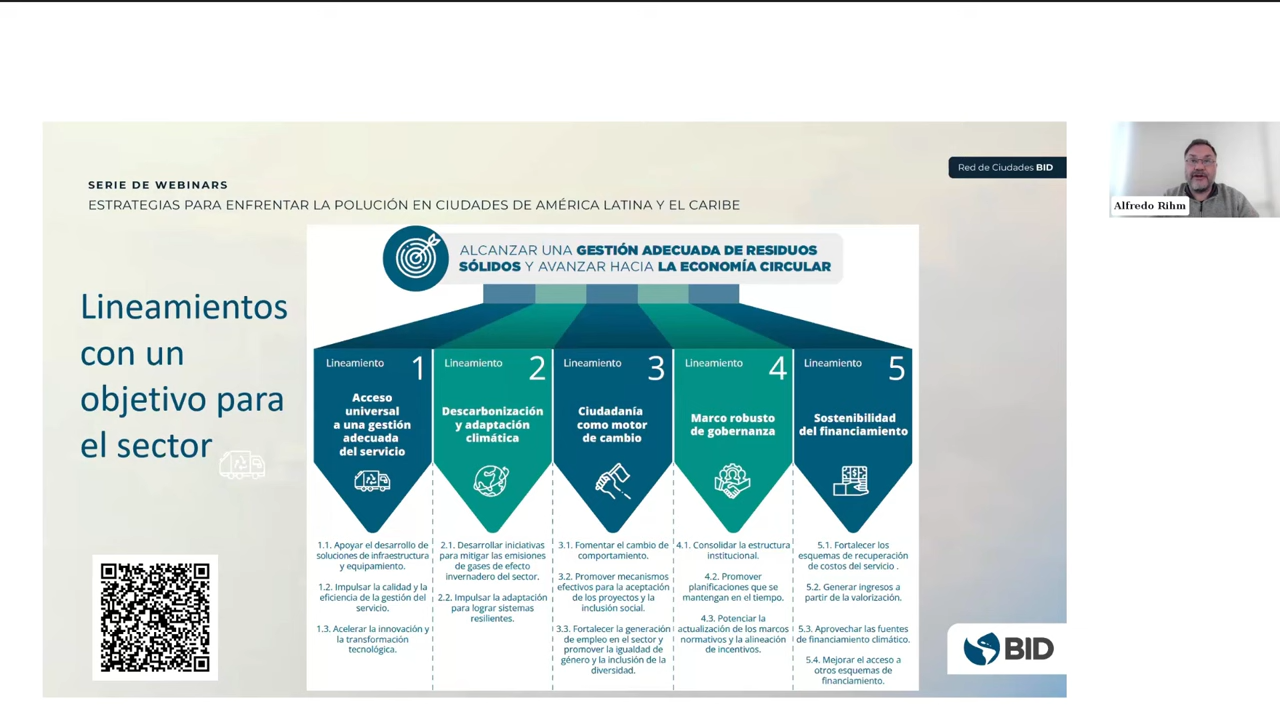 SERIE DE WEBINARS
ESTRATEGIAS PARA ENFRENTAR LA POLUCIÓN EN CIUDADES DE AMÉRICA LATINA Y EL CARIBE
Red de Ciudades BID
Alfredo Rihm
Lineamientos
con un
objetivo para
el sector
ALCANZAR UNA GESTIÓN ADECUADA DE RESIDUOS
SÓLIDOS Y AVANZAR HACIA LA ECONOMÍA CIRCULAR
Lineamiento 1
Acceso
universal
a una gestión
adecuada
del servicio
1.1. Apoyar el desarrollo de
soluciones de infraestructura
y equipamiento.
1.2. Impulsar la calidad y la
eficiencia de la gestión del
servicio.
1.3. Acelerar la innovación y
la transformación
tecnológica.
Lineamiento 2
Descarbonización
y adaptación
climática
2.1. Desarrollar iniciativas
para mitigar las emisiones
de gases de efecto
invernadero del sector.
2.2. Impulsar la adaptación
para lograr sistemas
resilientes.
Lineamiento 3
Ciudadanía
como motor
de cambio
3.1. Fomentar el cambio de
comportamiento.
3.2. Promover mecanismos
efectivos para la aceptación
de los proyectos y la
inclusión social.
3.3. Fortalecer la generación
de empleo en el sector y
promover la igualdad de
género y la inclusión de la
diversidad.
Lineamiento 4
Marco robusto
de gobernanza
4.1. Consolidar la estructura
institucional.
4.2. Promover
planificaciones que se
mantengan en el tiempo.
4.3. Potenciar la
actualización de los marcos
normativos y la alineación
de incentivos.
Lineamiento 5
Sostenibilidad
del financiamiento
5.1. Fortalecer los
esquemas de recuperación
de costos del servicio .
5.2. Generar ingresos a
partir de la valorización.
5.3. Aprovechar las fuentes
de financiamiento climático.
5.4. Mejorar el acceso a
otros esquemas de
financiamiento.
BID